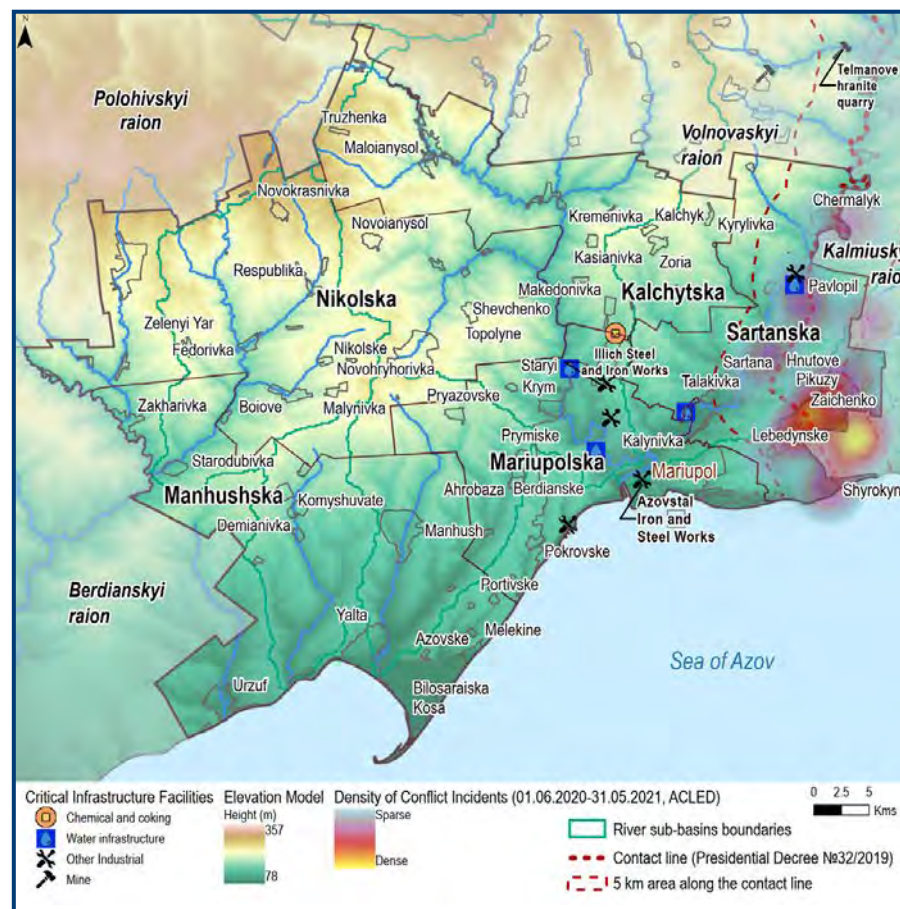 N
Polohivskyi
raion
Truzhenka
Maloianysol
Telmanove
hranite
quarry
Volnovaskyi
raion
Novokrasnivka
Chermalyk
Kremenivka
Kalchyk
Kyrylivka
Novoianysol
Kasianivka
Zoria
Kalmiusky
raion
Respublika
Makedonivka
Pavlopil
Nikolska
Kalchytska
Shevchenko
Zelenyi Yar
Topolyne
Sartanska
Fedorivka
Nikolske
Illich Steel
and Iron Works
Novohryhorivka
Staryi
Krym
Sartana
Hnutove
Pikuzy
Talakivka
Zaichenko
Zakharivka
Boiove
Malynivka
Pryazovske
Prymiske
Kalynivka
Lebedynske
Starodubivka
Mariupolska
Mariupol
Manhushska
Komyshuvate
Ahrobaza
Berdianske
Shyrokyn
Demianivka
Manhush
Azovstal
Iron and
Steel Works
Pokrovske
Berdianskyi
raion
Portivske
Yalta
Azovske
Melekine
Sea of Azov
Urzuf
Bilosaraiska
Kosa
Critical Infrastructure Facilities
Chemical and coking
Water infrastructure
Other Industrial
Mine
Elevation Model
Height (m)
357
78
Density of Conflict Incidents (01.06.2020-31.05.2021, ACLED)
Sparse
Dense
0 2.5 5
Kms
River sub-basins boundaries
Contact line (Presidential Decree №32/2019)
5 km area along the contact line